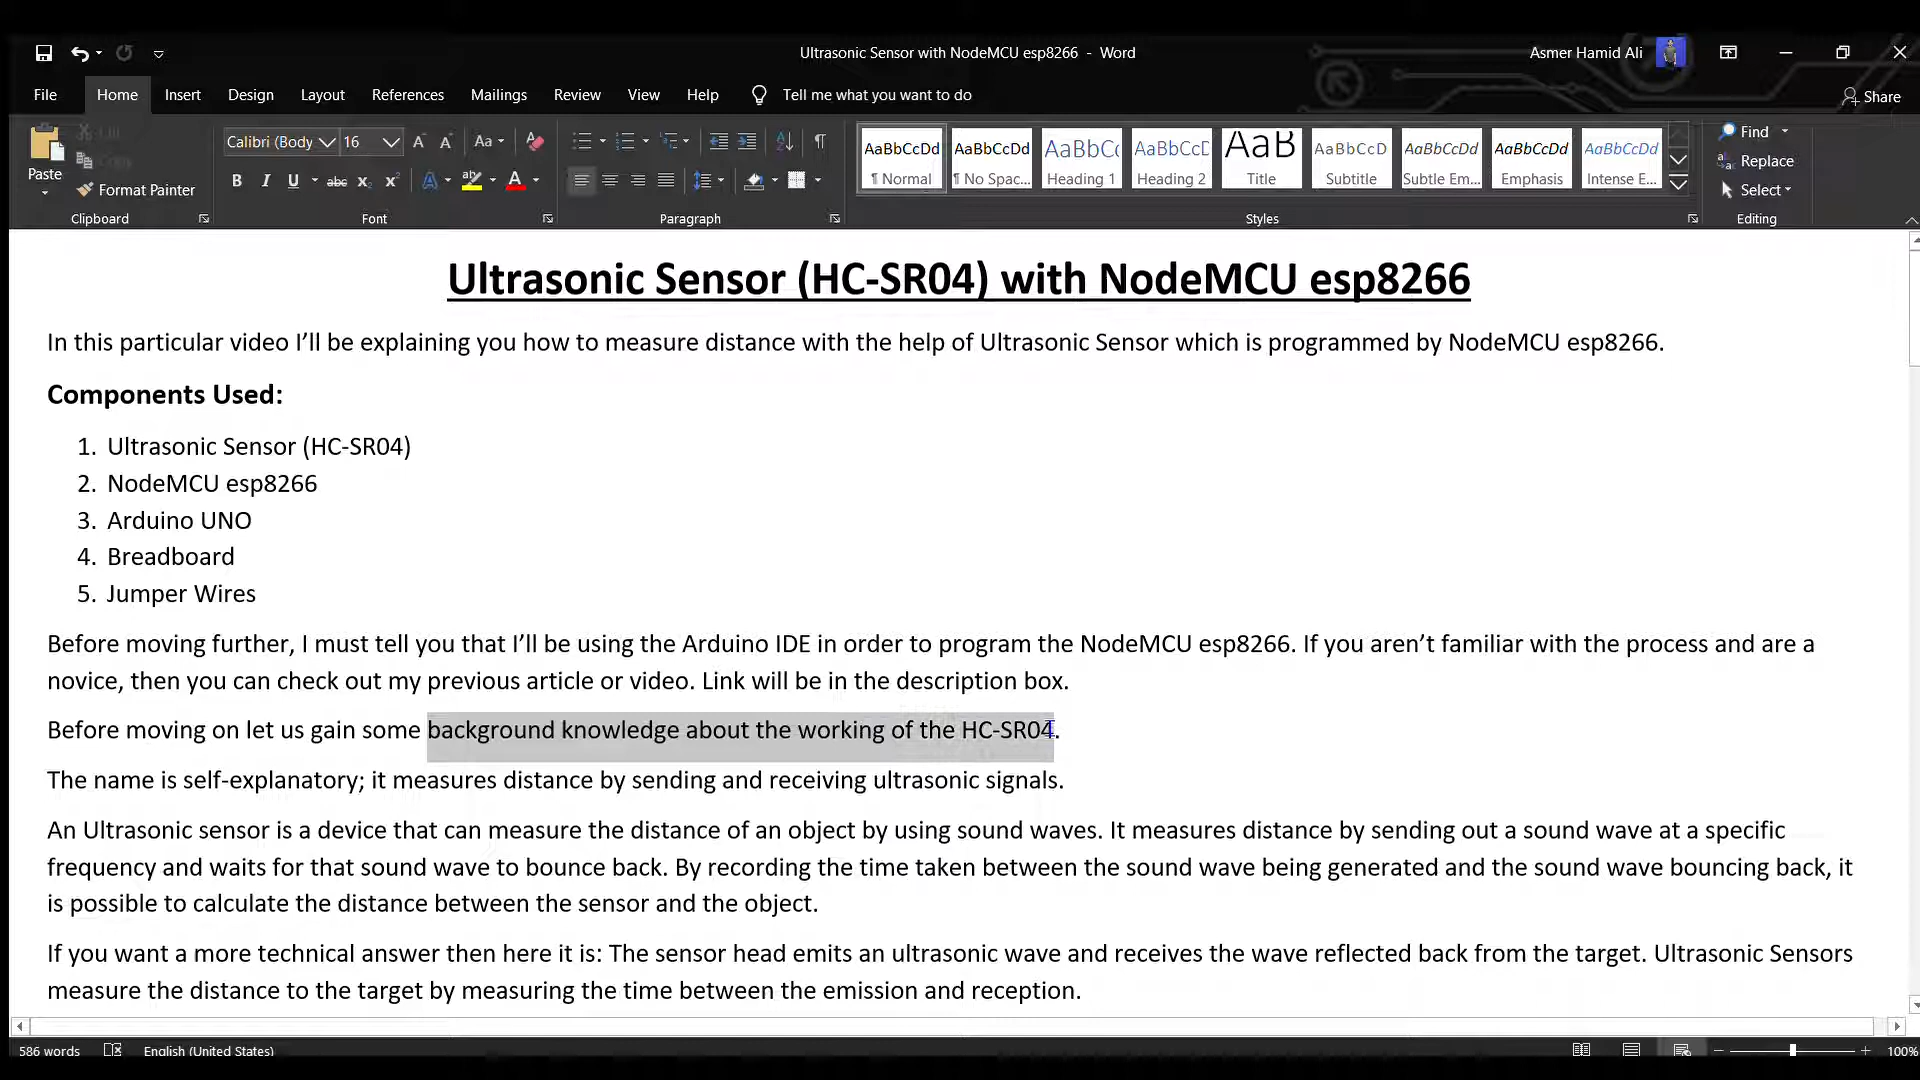 Ultrasonic Sensor with NodeMCU esp8266 - Word
Asmer Hamid Ali
File Home Insert Design Layout References Mailings Review View Help Tell me what you want to do Share
Paste
Cut
Copy
Format Painter
Clipboard
Calibri (Body 16
Font
Paragraph
AaBbCcDd AaBbCcDd AaBbCc AaBbCcD AaB AaBbCcD AaBbCcDd AaBbCcDd AaBbCcDd
¶ Normal ¶ No Spac... Heading 1 Heading 2 Title Subtitle Subtle Em... Emphasis Intense E...
Styles
Find
Replace
Select
Editing
Ultrasonic Sensor (HC-SR04) with NodeMCU esp8266
In this particular video I’ll be explaining you how to measure distance with the help of Ultrasonic Sensor which is programmed by NodeMCU esp8266.
Components Used:
1. Ultrasonic Sensor (HC-SR04)
2. NodeMCU esp8266
3. Arduino UNO
4. Breadboard
5. Jumper Wires
Before moving further, I must tell you that I’ll be using the Arduino IDE in order to program the NodeMCU esp8266. If you aren’t familiar with the process and are a
novice, then you can check out my previous article or video. Link will be in the description box.
Before moving on let us gain some background knowledge about the working of the HC-SR04.
The name is self-explanatory; it measures distance by sending and receiving ultrasonic signals.
An Ultrasonic sensor is a device that can measure the distance of an object by using sound waves. It measures distance by sending out a sound wave at a specific
frequency and waits for that sound wave to bounce back. By recording the time taken between the sound wave being generated and the sound wave bouncing back, it
is possible to calculate the distance between the sensor and the object.
If you want a more technical answer then here it is: The sensor head emits an ultrasonic wave and receives the wave reflected back from the target. Ultrasonic Sensors
measure the distance to the target by measuring the time between the emission and reception.
586 words English (United States) 100%